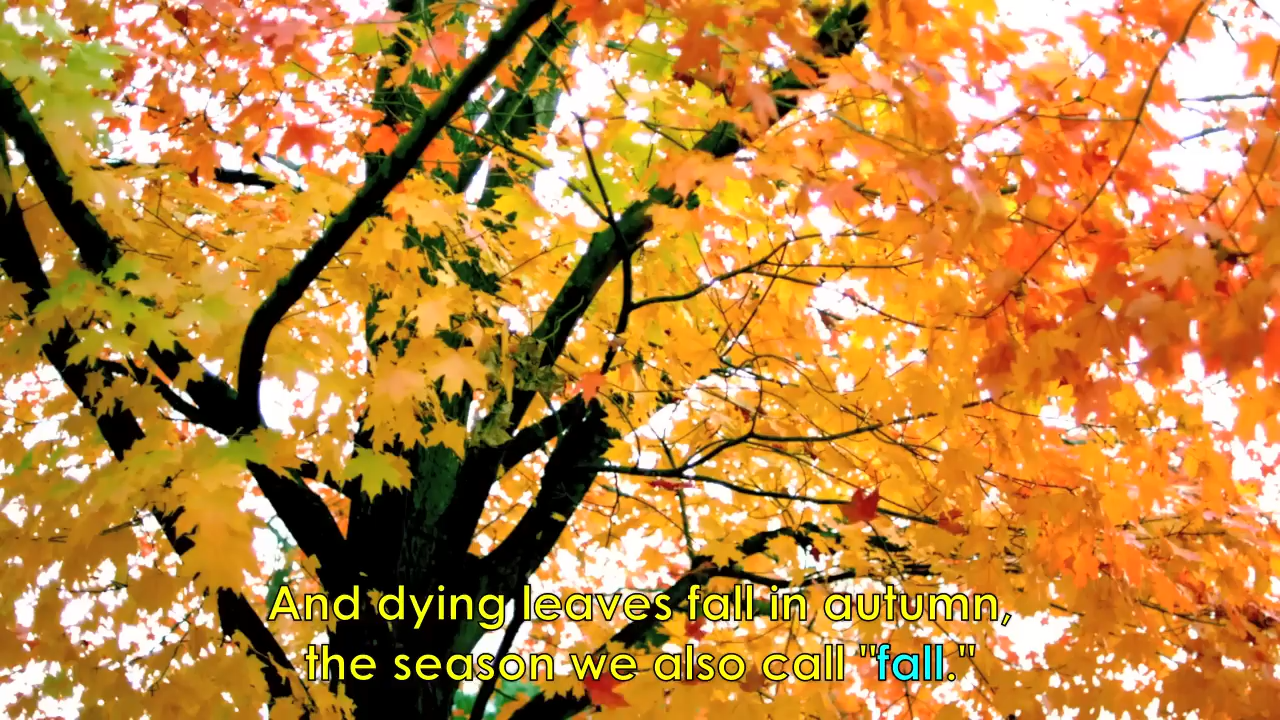 And dying leaves fall in autumn,
the season we also call "fall."